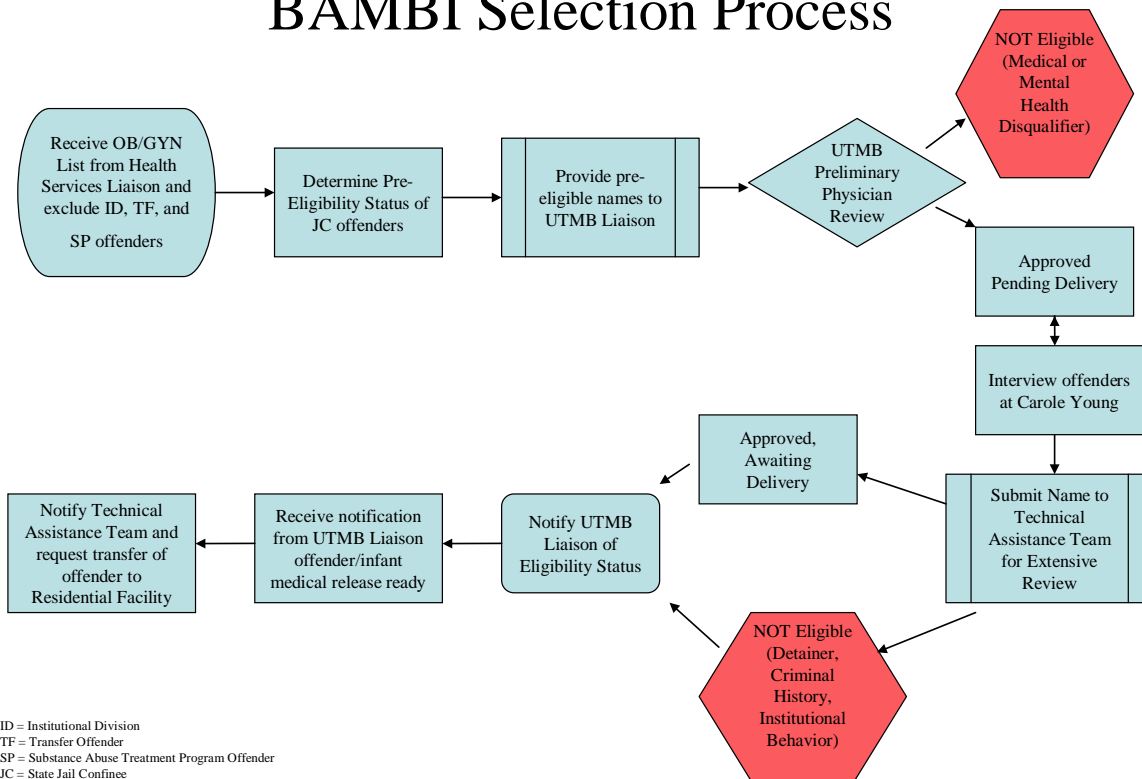 BAMBI Selection Process
NOT Eligible
(Medical or
Mental
Health
Disqualifier)
Receive OB/GYN
List from Health
Services Liaison and
exclude ID, TF, and
SP offenders
Determine Pre-
Eligibility Status of
JC offenders
Provide pre-
eligible names to
UTMB Liaison
UTMB
Preliminary
Physician
Review
Approved
Pending Delivery
Interview offenders
at Carole Young
Submit Name to
Technical
Assistance Team
for Extensive
Review
Approved,
Awaiting
Delivery
NOT Eligible
(Detainer,
Criminal
History,
Institutional
Behavior)
Notify UTMB
Liaison of
Eligibility Status
Receive notification
from UTMB Liaison
offender/infant
medical release ready
Notify Technical
Assistance Team and
request transfer of
offender to
Residential Facility
ID = Institutional Division
TF = Transfer Offender
SP = Substance Abuse Treatment Program Offender
JC = State Jail Confinee